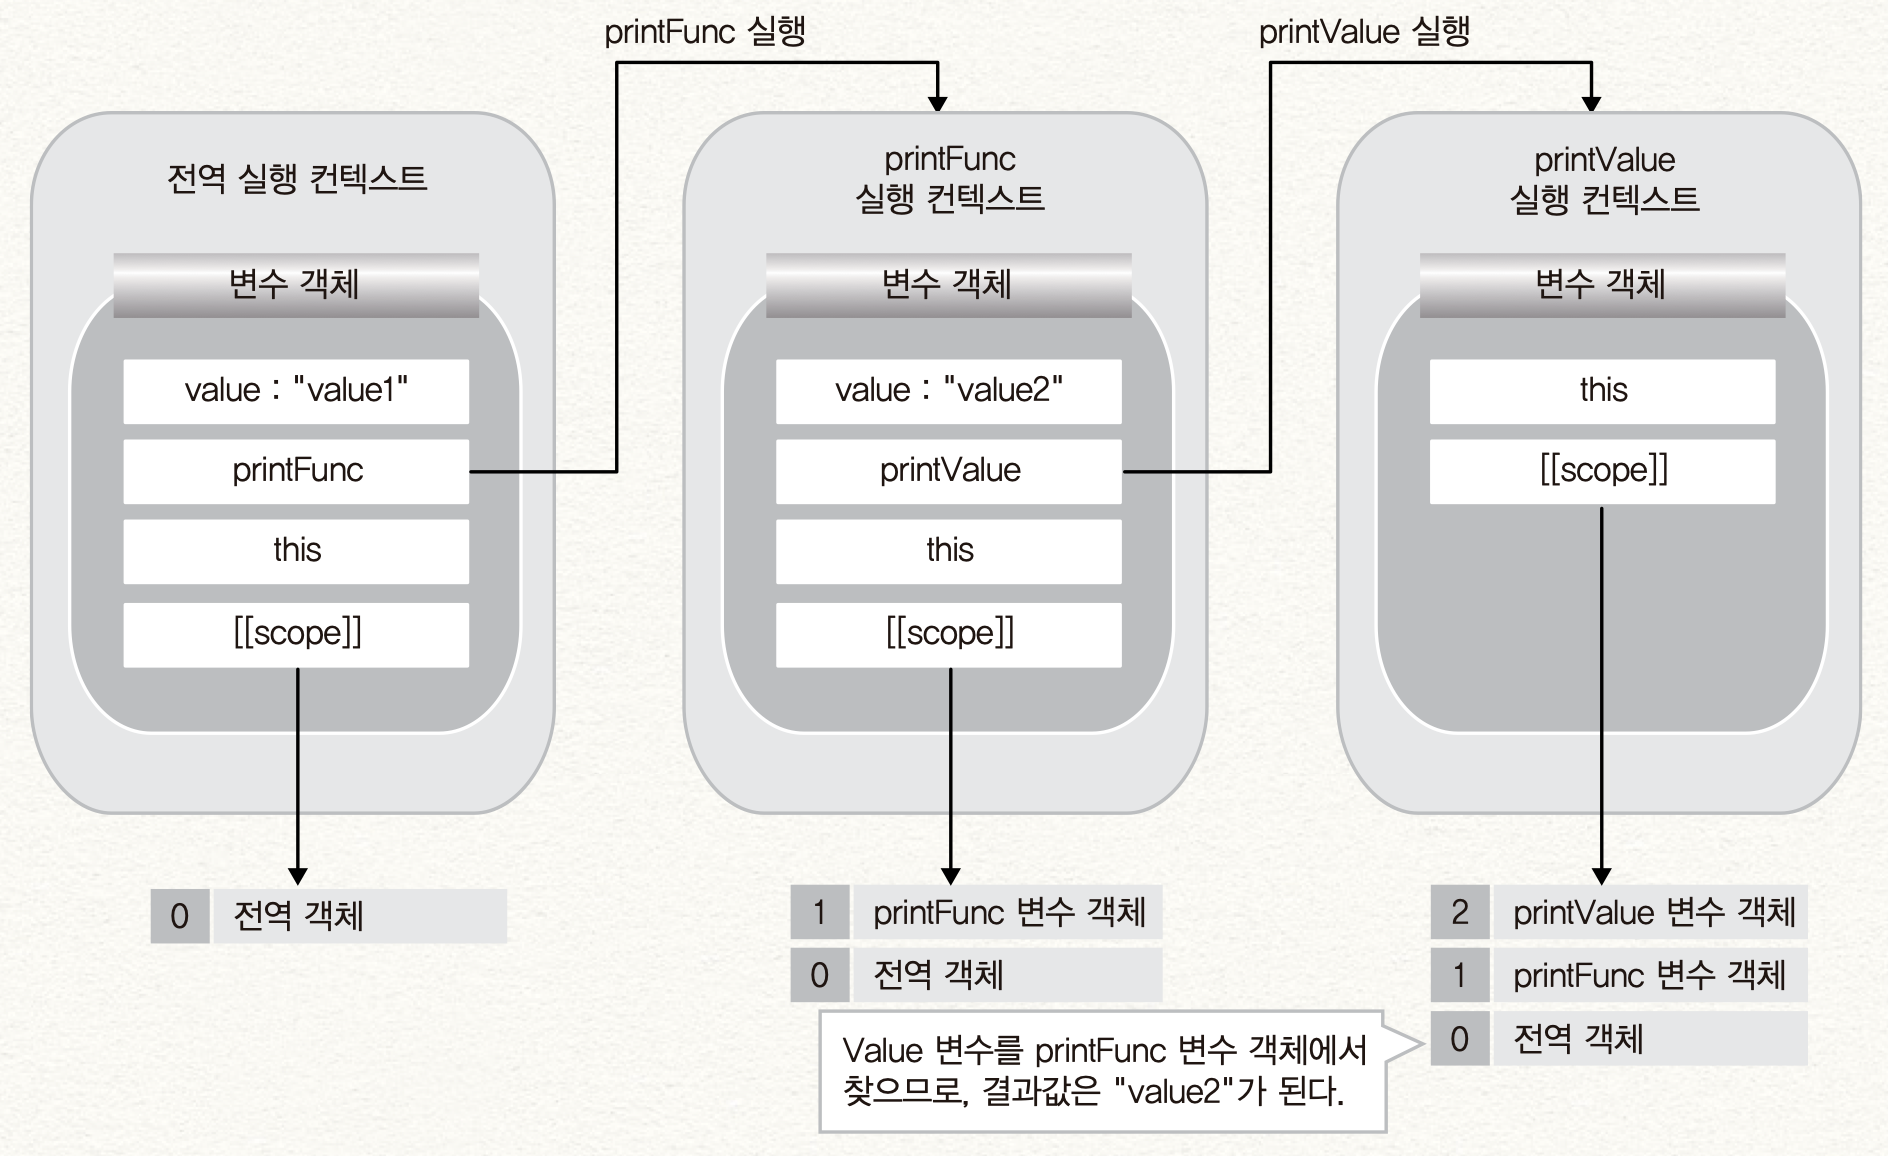 printFunc 실행
printValue 실행
전역 실행 컨텍스트
변수 객체
value : "value1"
printFunc
this
[[scope]]
0 전역 객체
printFunc
실행 컨텍스트
변수 객체
value : "value2"
printValue
this
[[scope]]
1 printFunc 변수 객체
0 전역 객체
printValue
실행 컨텍스트
변수 객체
this
[[scope]]
2 printValue 변수 객체
1 printFunc 변수 객체
0 전역 객체
Value 변수를 printFunc 변수 객체에서
찾으므로, 결과값은 "value2"가 된다.